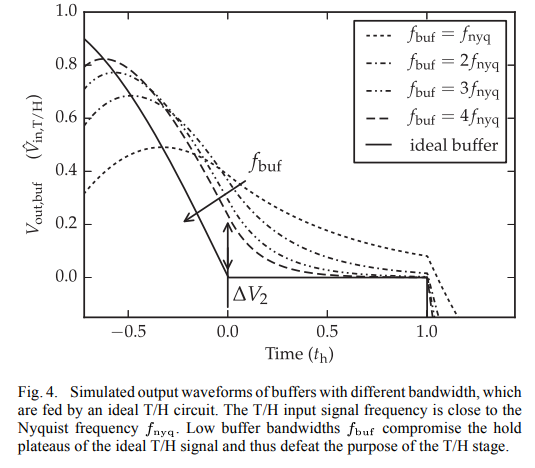 1.0
0.8
0.6
0.4
0.2
0.0
V_out,buf (V̂_in,T/H)
f_buf = f_nyq
f_buf = 2f_nyq
f_buf = 3f_nyq
f_buf = 4f_nyq
ideal buffer
f_buf
ΔV_2
−0.5 0.0 0.5 1.0
Time (t_h)
Fig. 4. Simulated output waveforms of buffers with different bandwidth, which
are fed by an ideal T/H circuit. The T/H input signal frequency is close to the
Nyquist frequency f_nyq. Low buffer bandwidths f_buf compromise the hold
plateaus of the ideal T/H signal and thus defeat the purpose of the T/H stage.